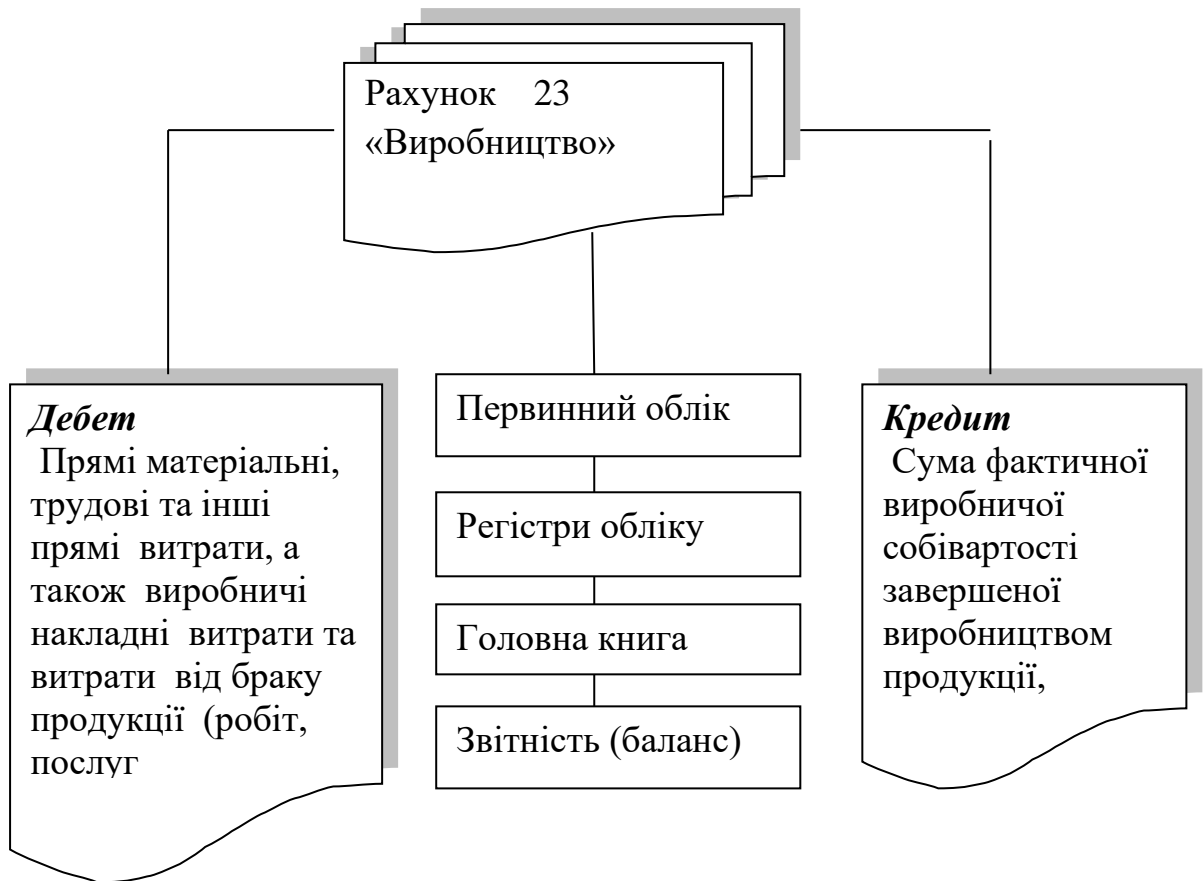 Рахунок 23
«Виробництво»
Дебет
Прямі матеріальні,
трудові та інші
прямі витрати, а
також виробничі
накладні витрати та
витрати від браку
продукції (робіт,
послуг
Первинний облік
Регістри обліку
Головна книга
Звітність (баланс)
Кредит
Сума фактичної
виробничої
собівартості
завершеної
виробництвом
продукції,